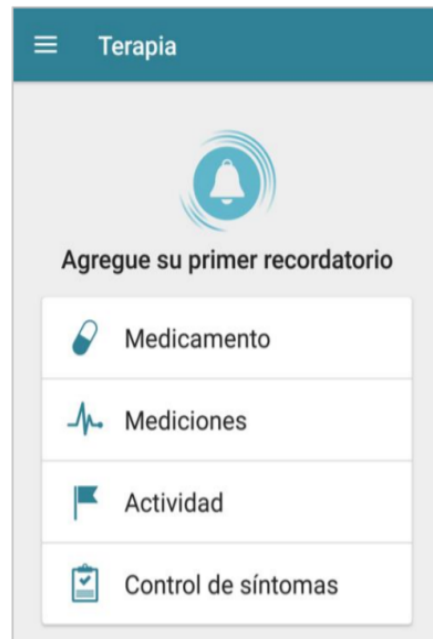 Terapia
Agregue su primer recordatorio
Medicamento
Mediciones
Actividad
Control de síntomas